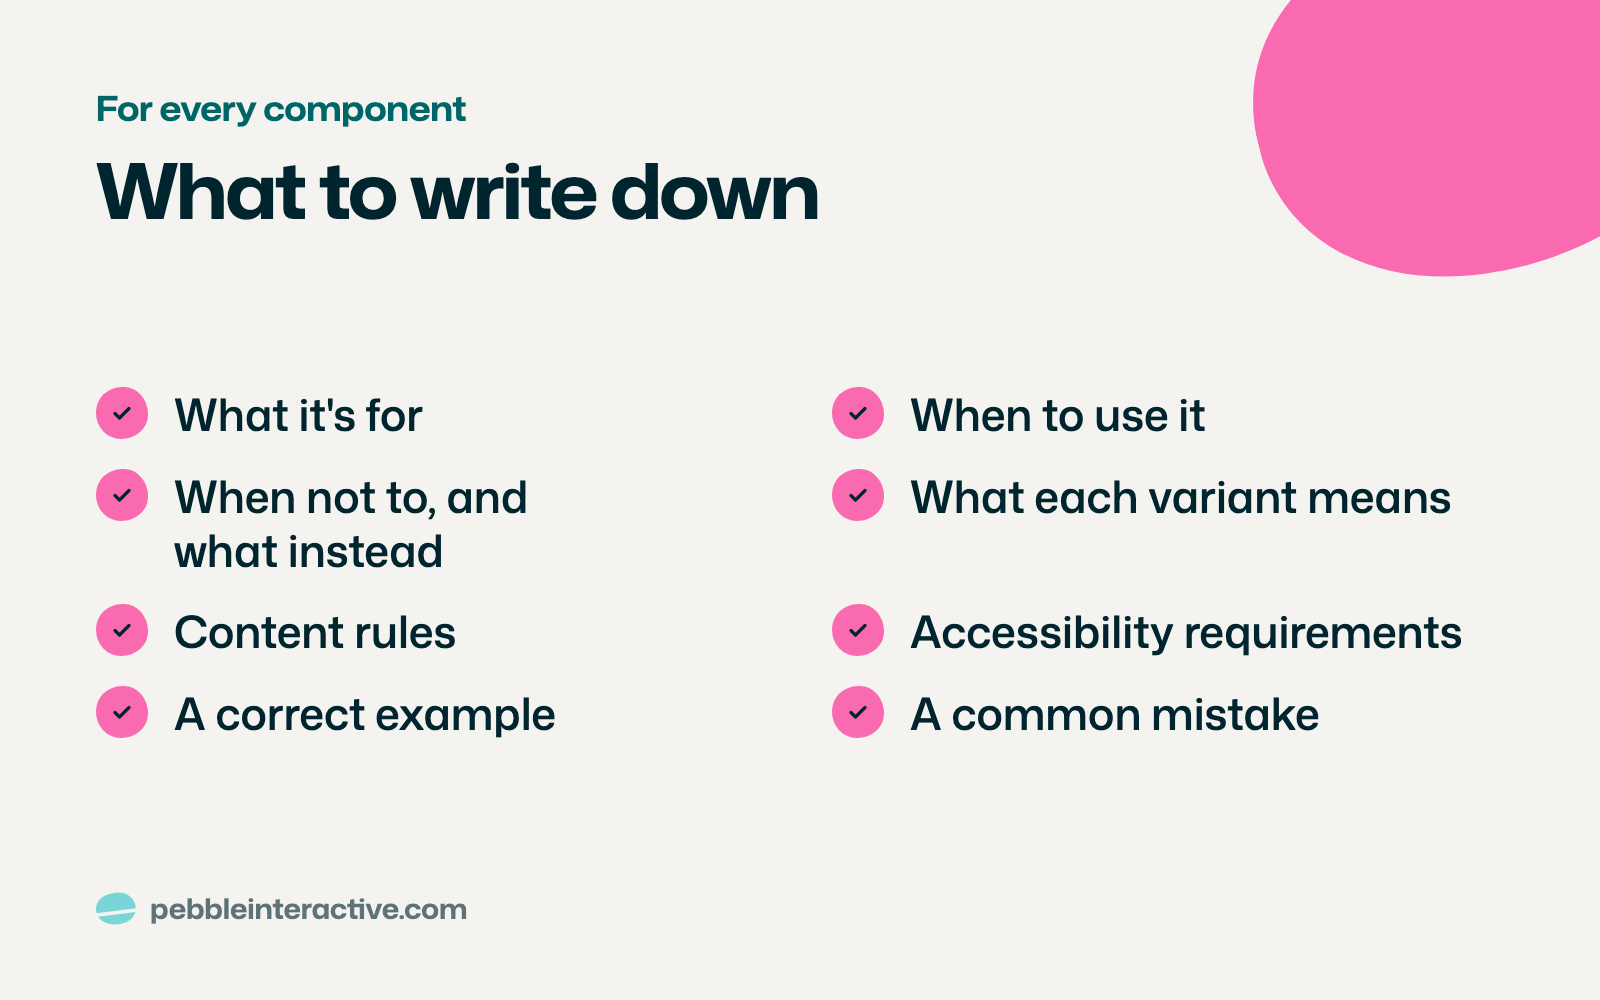 For every component
What to write down
What it's for
When to use it
When not to, and
what instead
What each variant means
Content rules
Accessibility requirements
A correct example
A common mistake
pebbleinteractive.com